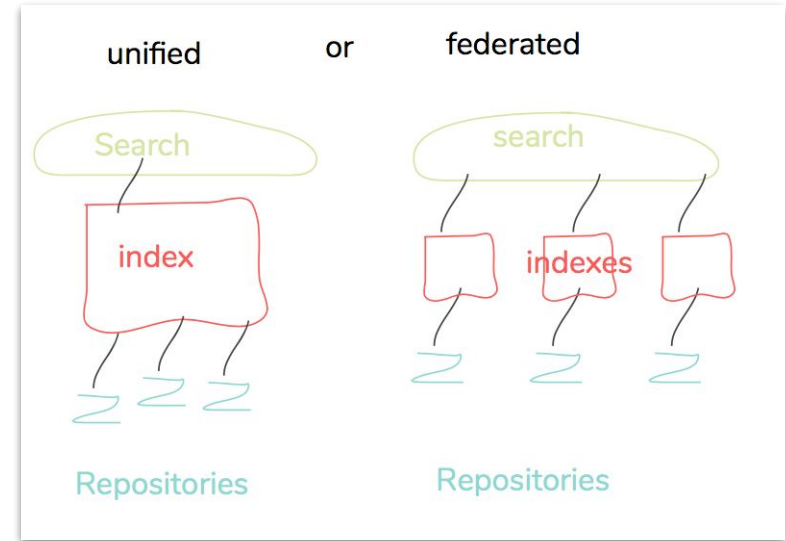 unified or federated
Search
search
index
indexes
Repositories
Repositories